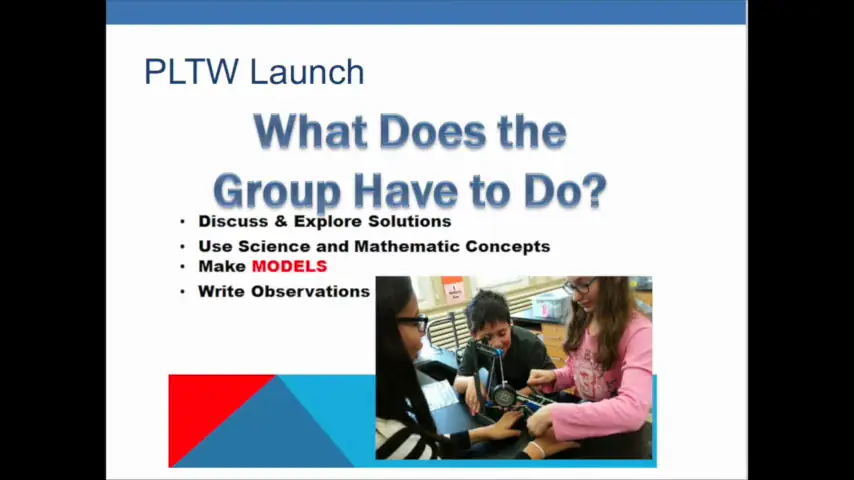 PLTW Launch
What Does the
Group Have to Do?
• Discuss & Explore Solutions
• Use Science and Mathematic Concepts
• Make MODELS
• Write Observations